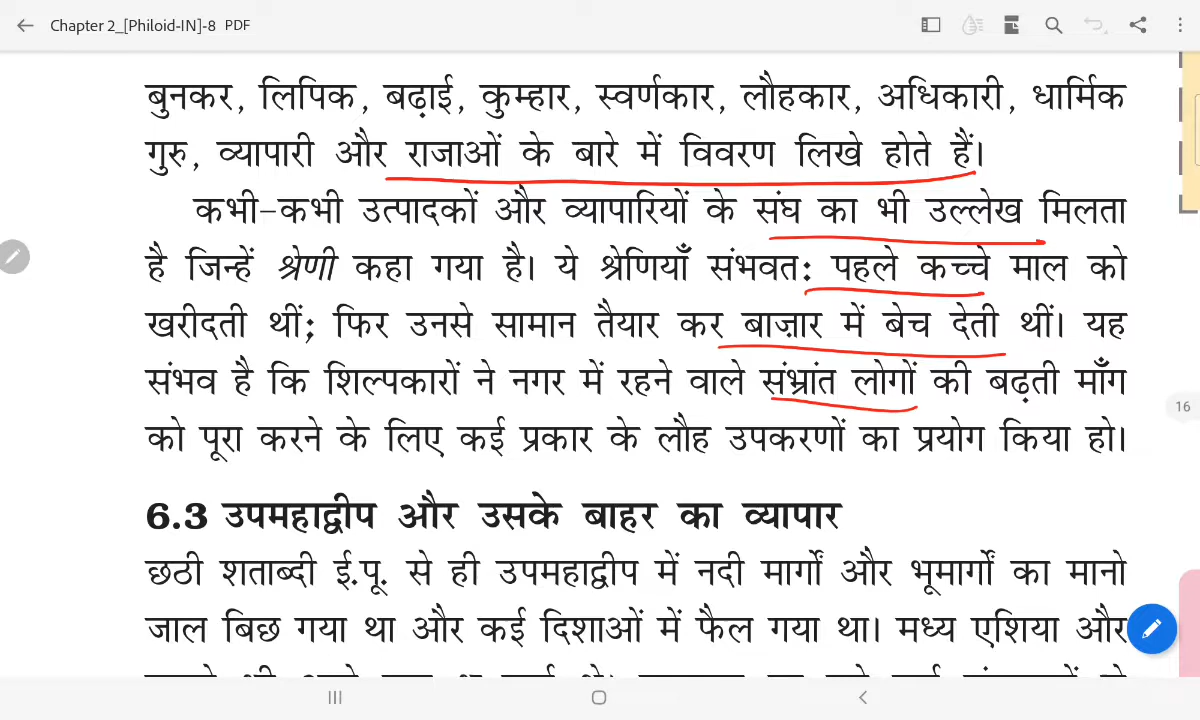 Chapter 2_[Philoid-IN]-8 PDF
बुनकर, लिपिक, बढ़ाई, कुम्हार, स्वर्णकार, लौहकार, अधिकारी, धार्मिक
गुरु, व्यापारी और राजाओं के बारे में विवरण लिखे होते हैं।
कभी-कभी उत्पादकों और व्यापारियों के संघ का भी उल्लेख मिलता
है जिन्हें श्रेणी कहा गया है। ये श्रेणियाँ संभवत: पहले कच्चे माल को
खरीदती थीं; फिर उनसे सामान तैयार कर बाज़ार में बेच देती थीं। यह
संभव है कि शिल्पकारों ने नगर में रहने वाले संभ्रांत लोगों की बढ़ती माँग
को पूरा करने के लिए कई प्रकार के लौह उपकरणों का प्रयोग किया हो।
16
6.3 उपमहाद्वीप और उसके बाहर का व्यापार
छठी शताब्दी ई.पू. से ही उपमहाद्वीप में नदी मार्गों और भूमार्गों का मानो
जाल बिछ गया था और कई दिशाओं में फैल गया था। मध्य एशिया और